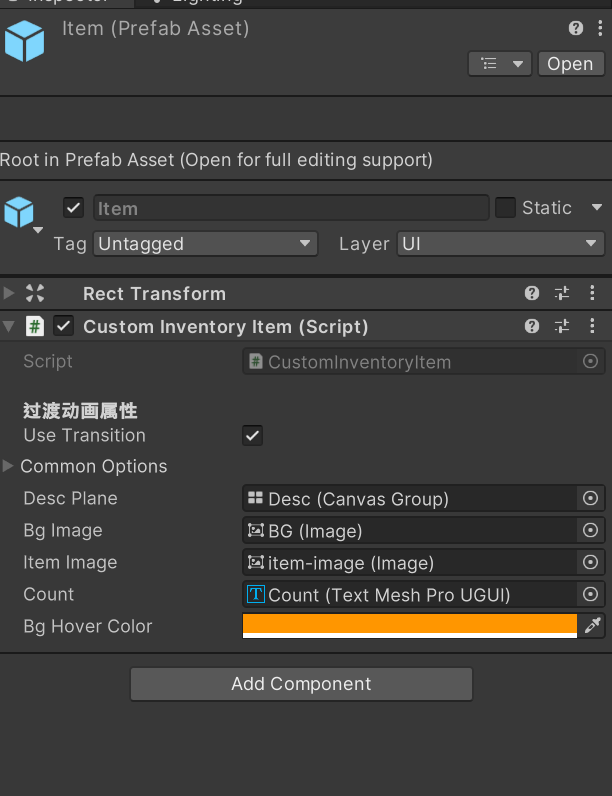 Inspector
Lighting
Item (Prefab Asset)
Open
Root in Prefab Asset (Open for full editing support)
Item
Static
Tag Untagged Layer UI
Rect Transform
# Custom Inventory Item (Script)
Script # CustomInventoryItem
过渡动画属性
Use Transition
Common Options
Desc Plane Desc (Canvas Group)
Bg Image BG (Image)
Item Image item-image (Image)
Count Count (Text Mesh Pro UGUI)
Bg Hover Color
Add Component